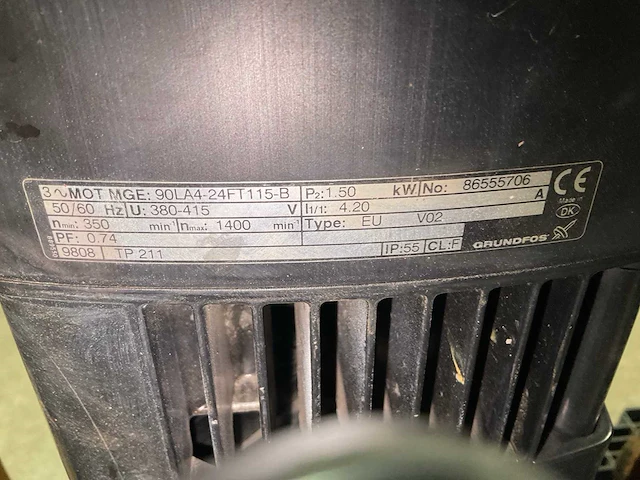 3~MOT MGE: 90LA4-24FT115-B P2:1.50 kW No: 86555706 CE
50/60 Hz U: 380-415 V I1/1: 4.20 A
nmin: 350 min⁻¹ nmax: 1400 min⁻¹ Type: EU V02
Made in
DK
PF: 0.74
9808 TP 211 IP:55 CL:F GRUNDFOS